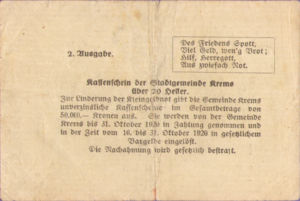 2. Ausgabe.
Des Friedens Spott,
Viel Geld, wen'g Brot;
Hilf, Herregott,
Aus zwiefach Not.
Kassenschein der Stadtgemeinde Krems
über 20 Heller.
Zur Linderung der Kleingeldnot gibt die Gemeinde Krems
unverzinsliche Kassenscheine im Gesamtbetrage von
50.000.— Kronen aus. Sie werden von der Gemeinde
Krems bis 31. Oktober 1920 in Zahlung genommen und
in der Zeit vom 16. bis 31. Oktober 1920 in gesetzlichem
Bargelde eingelöst.
Die Nachahmung wird gesetzlich bestraft.